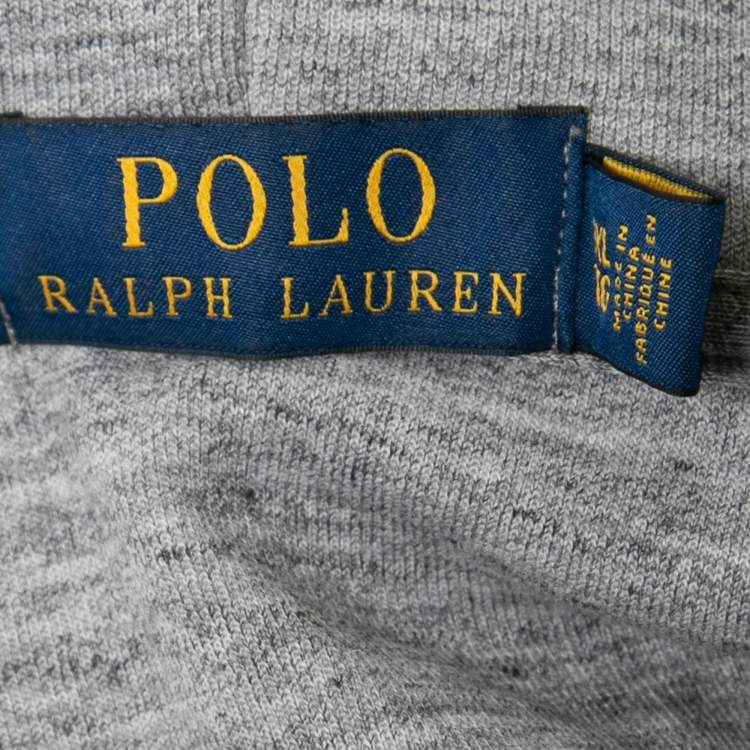 POLO
RALPH LAUREN
XL
MADE IN
CHINA
FABRIQUÉ EN
CHINE